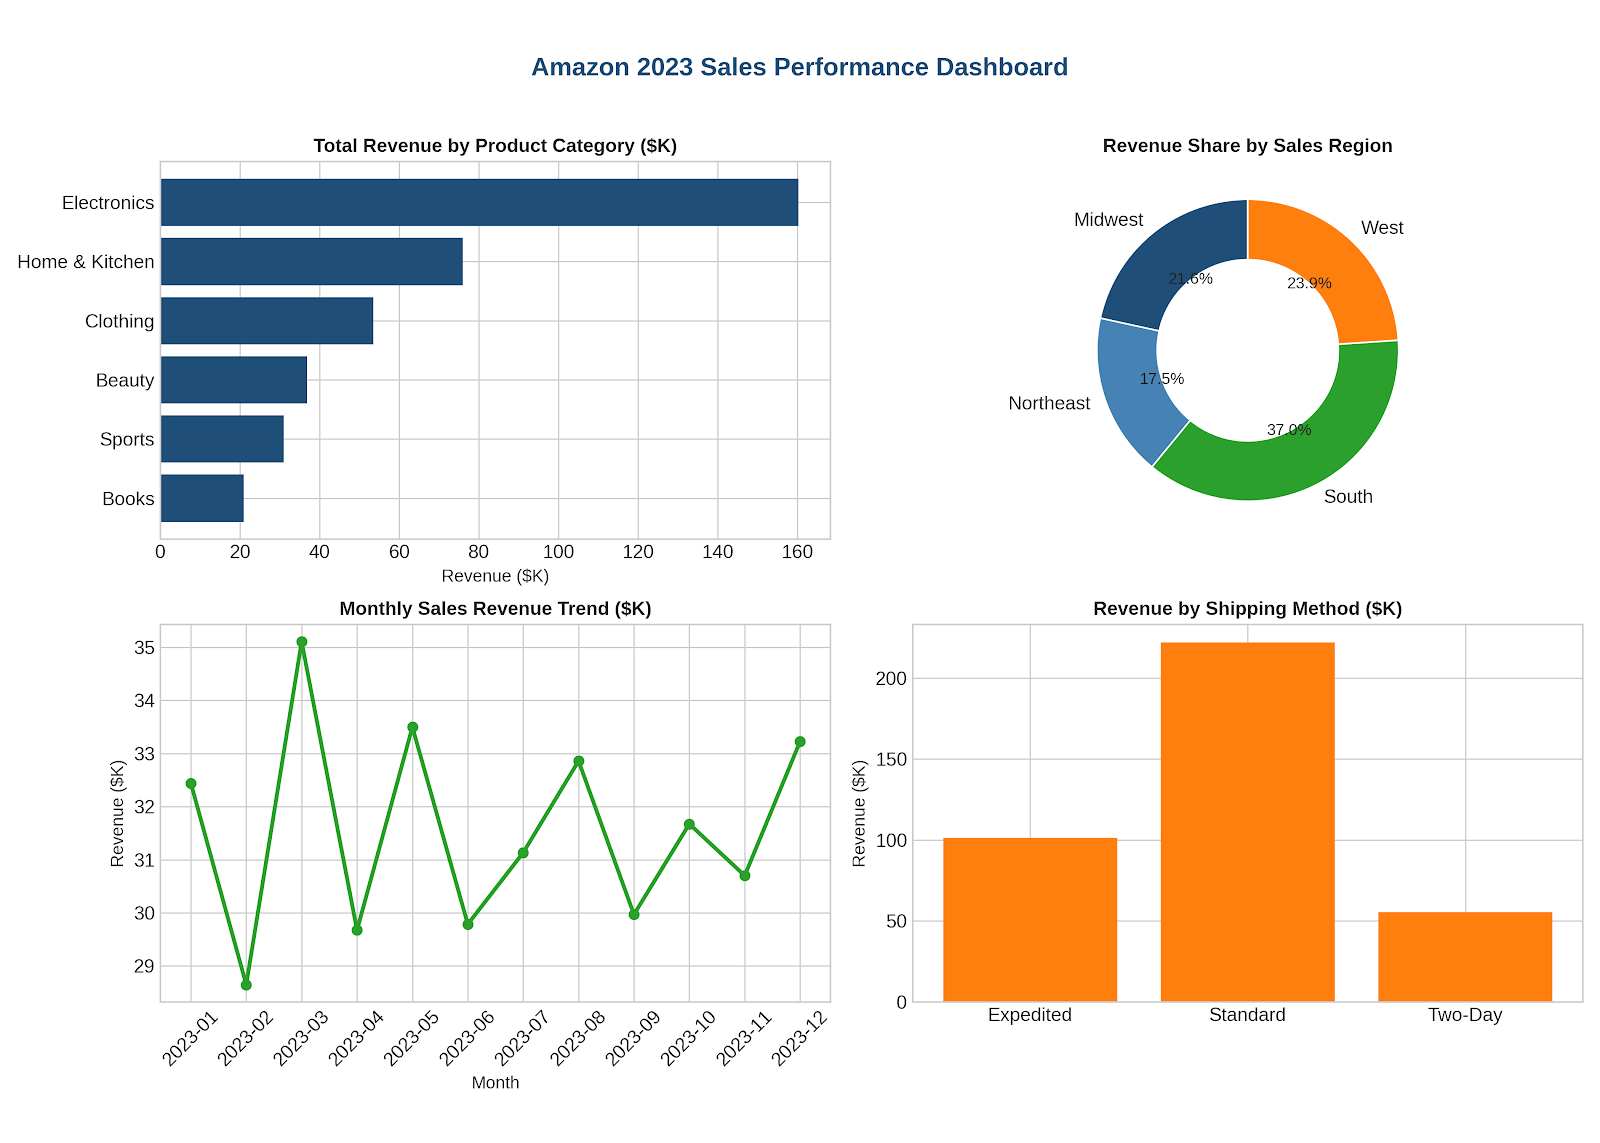 Amazon 2023 Sales Performance Dashboard
Total Revenue by Product Category ($K)
Electronics
Home & Kitchen
Clothing
Beauty
Sports
Books
0 20 40 60 80 100 120 140 160
Revenue ($K)
Revenue Share by Sales Region
Midwest
West
21.6%
23.9%
17.5%
Northeast
37.0%
South
Monthly Sales Revenue Trend ($K)
35
34
33
32
31
30
29
Revenue ($K)
2023-01 2023-02 2023-03 2023-04 2023-05 2023-06 2023-07 2023-08 2023-09 2023-10 2023-11 2023-12
Month
Revenue by Shipping Method ($K)
200
150
100
50
0
Revenue ($K)
Expedited Standard Two-Day